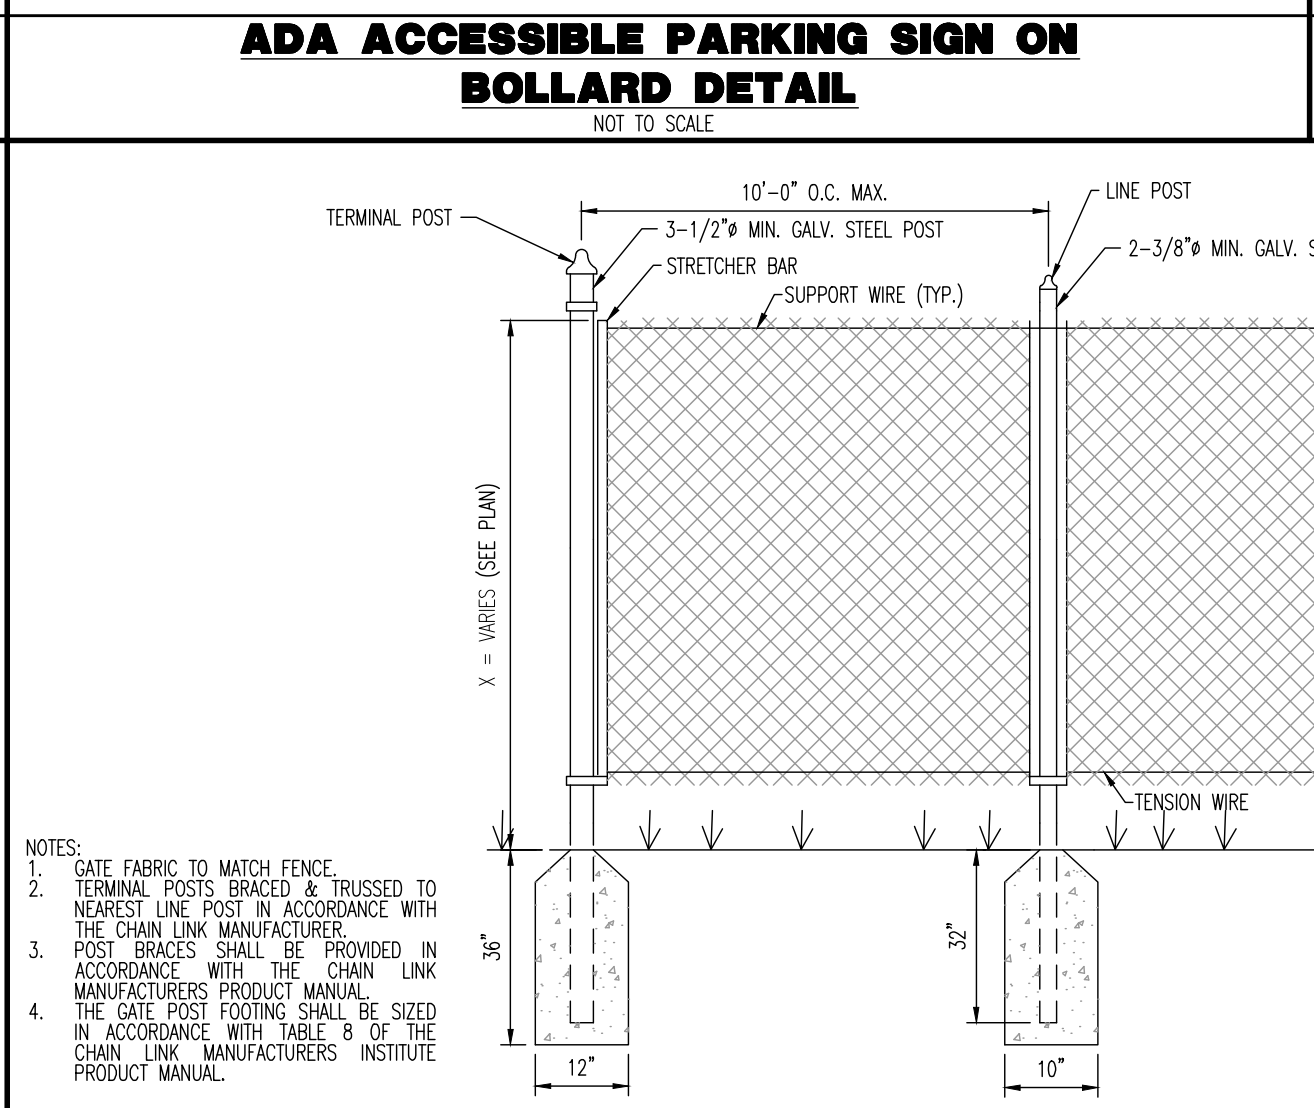 ADA ACCESSIBLE PARKING SIGN ON
BOLLARD DETAIL
NOT TO SCALE
10'-0" O.C. MAX.
LINE POST
TERMINAL POST
3-1/2"ø MIN. GALV. STEEL POST
2-3/8"ø MIN. GALV.
STRETCHER BAR
SUPPORT WIRE (TYP.)
X = VARIES (SEE PLAN)
TENSION WIRE
NOTES:
1. GATE FABRIC TO MATCH FENCE.
2. TERMINAL POSTS BRACED & TRUSSED TO
NEAREST LINE POST IN ACCORDANCE WITH
THE CHAIN LINK MANUFACTURER.
3. POST BRACES SHALL BE PROVIDED IN
ACCORDANCE WITH THE CHAIN LINK
MANUFACTURERS PRODUCT MANUAL.
4. THE GATE POST FOOTING SHALL BE SIZED
IN ACCORDANCE WITH TABLE 8 OF THE
CHAIN LINK MANUFACTURERS INSTITUTE
PRODUCT MANUAL.
36"
32"
12"
10"